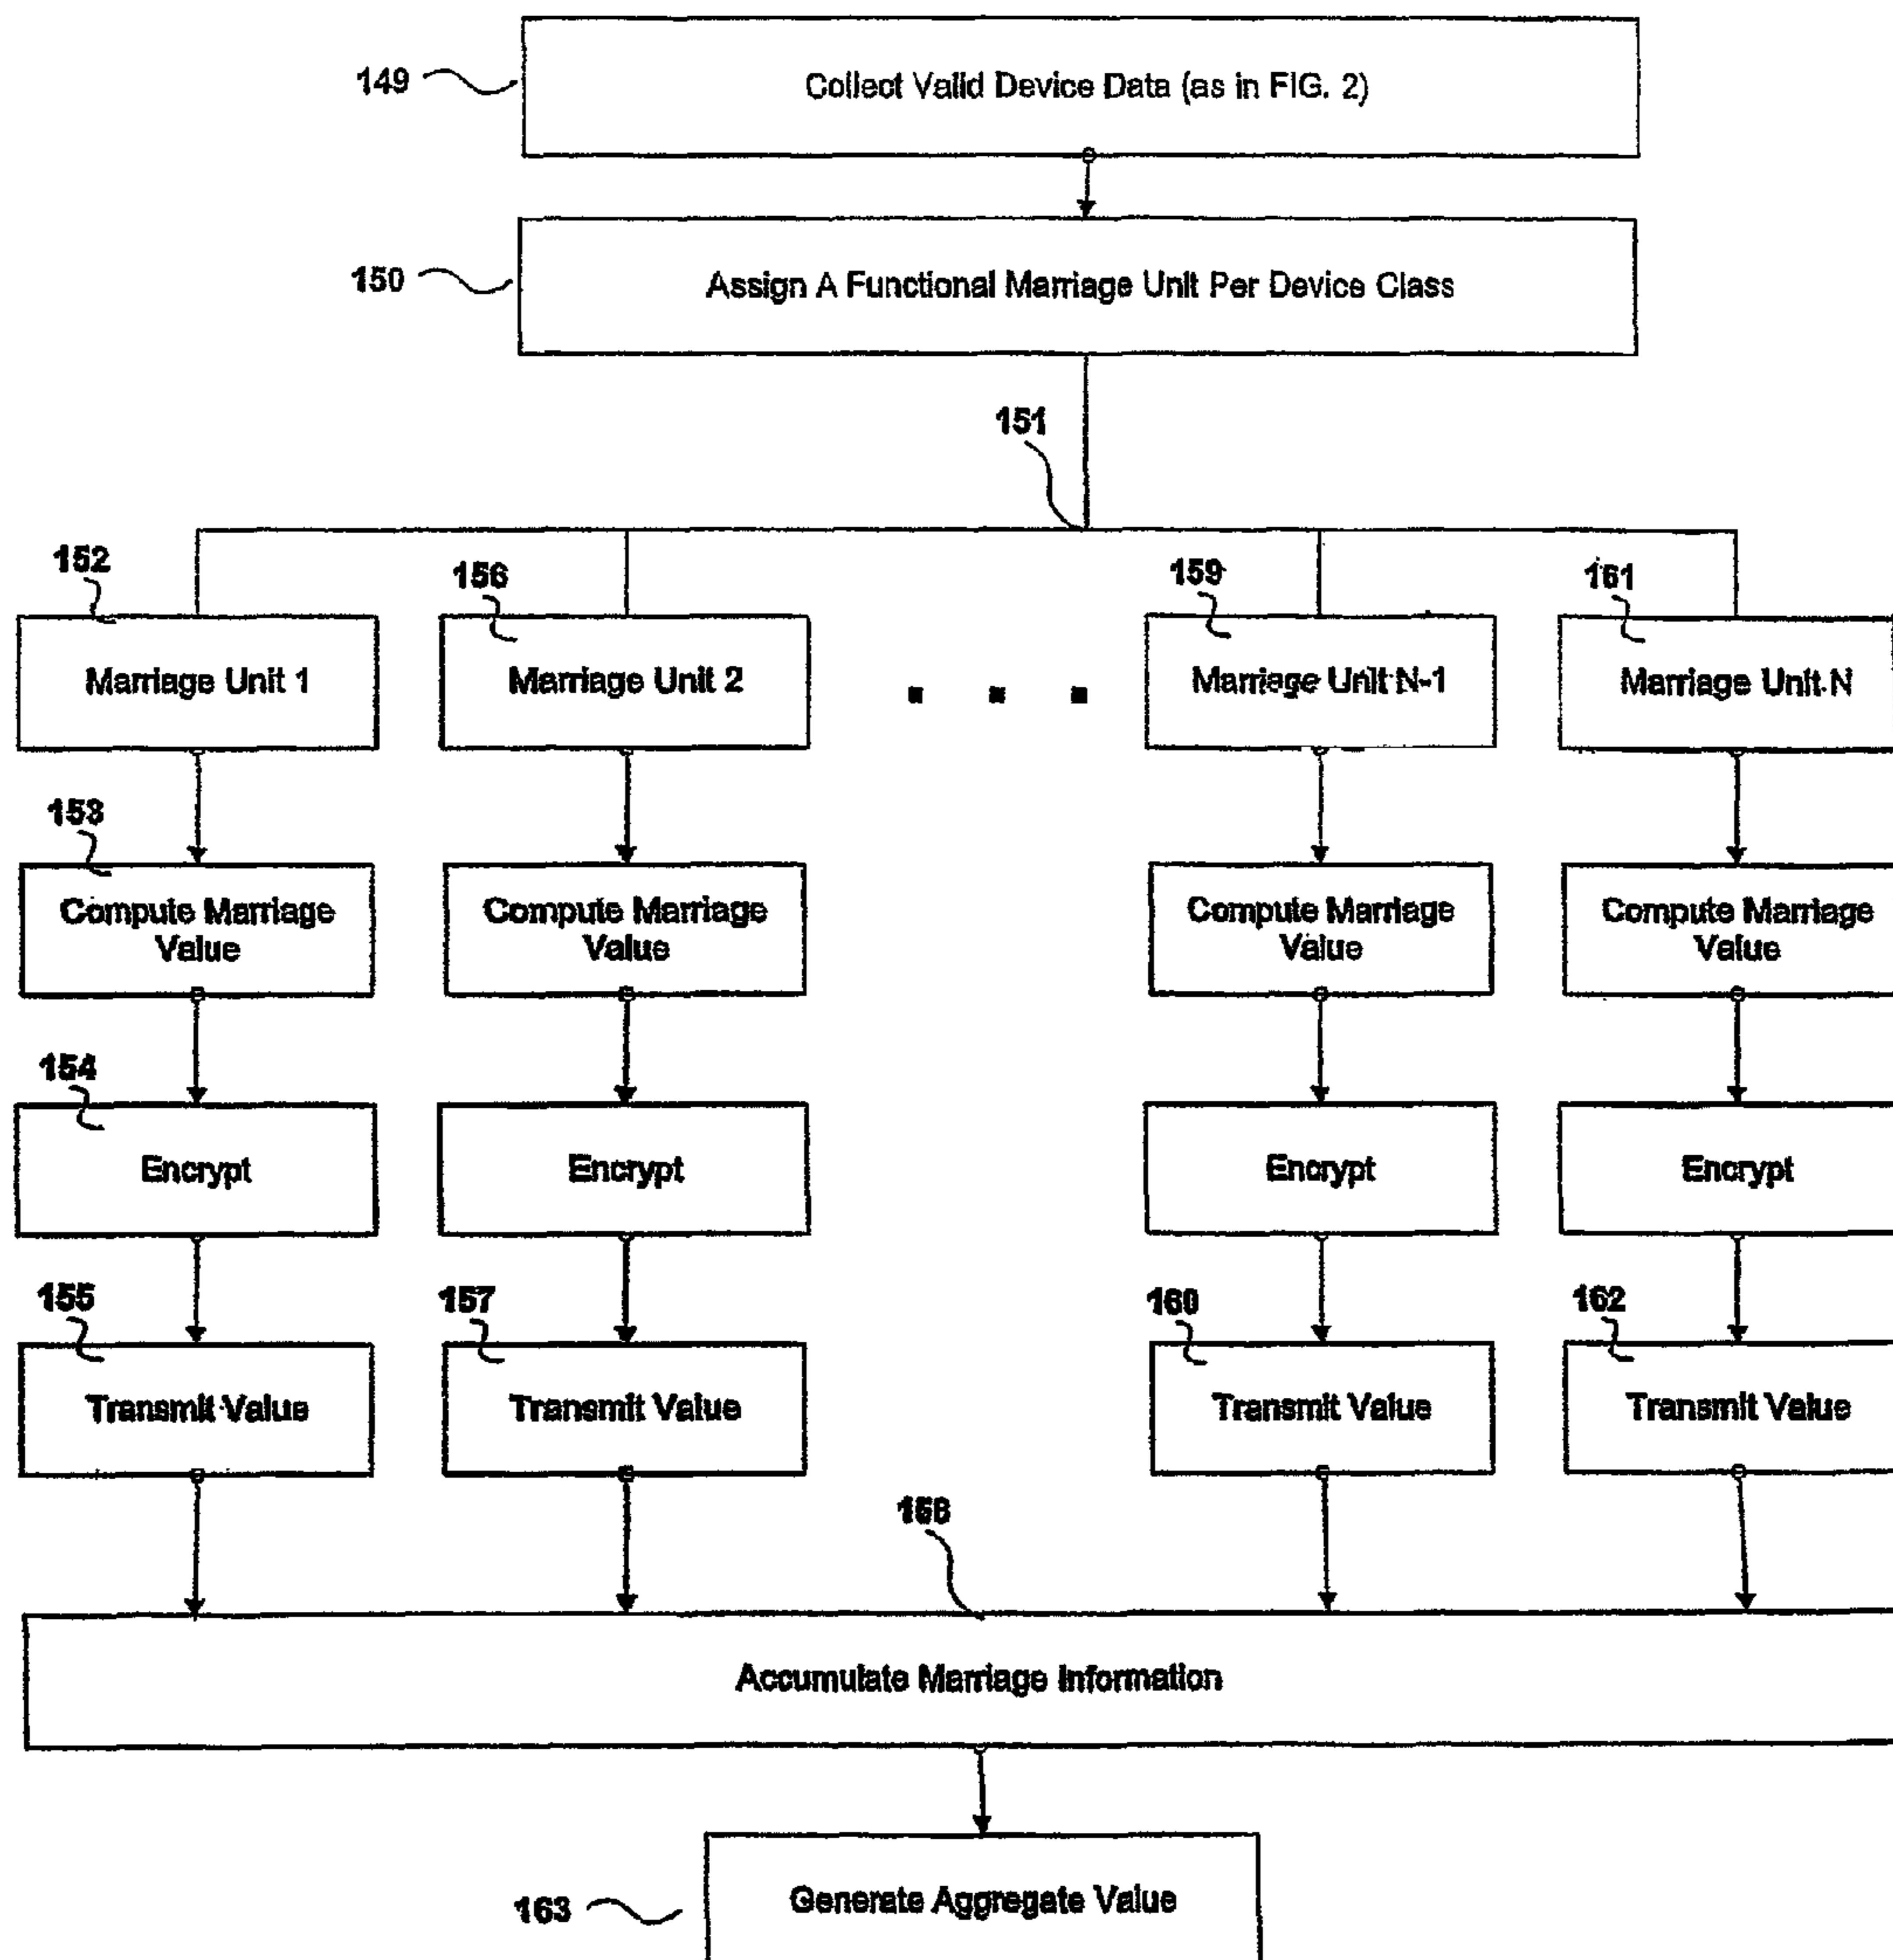 149
Collect Valid Device Data (as in FIG. 2)
150
Assign A Functional Marriage Unit Per Device Class
151
152
156
159
161
Marriage Unit 1
Marriage Unit 2
. . .
Marriage Unit N-1
Marriage Unit N
153
Compute Marriage
Value
Compute Marriage
Value
Compute Marriage
Value
Compute Marriage
Value
154
Encrypt
Encrypt
Encrypt
Encrypt
155
157
160
162
Transmit Value
Transmit Value
Transmit Value
Transmit Value
158
Accumulate Marriage Information
163
Generate Aggregate Value